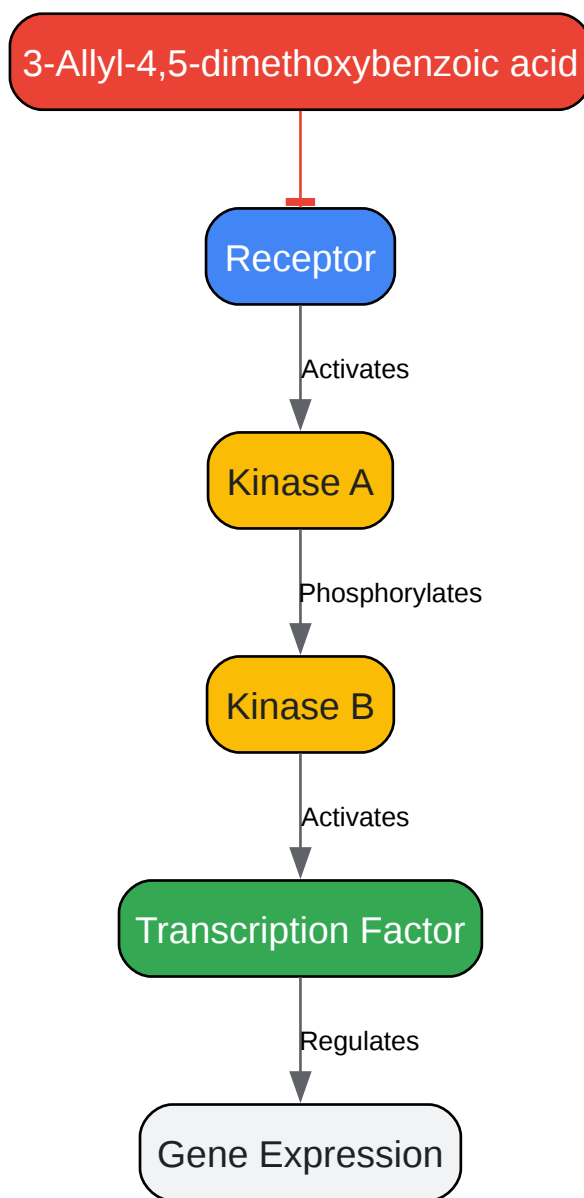 3-Allyl-4,5-dimethoxybenzoic acid
Receptor
Activates
Kinase A
Phosphorylates
Kinase B
Activates
Transcription Factor
Regulates
Gene Expression